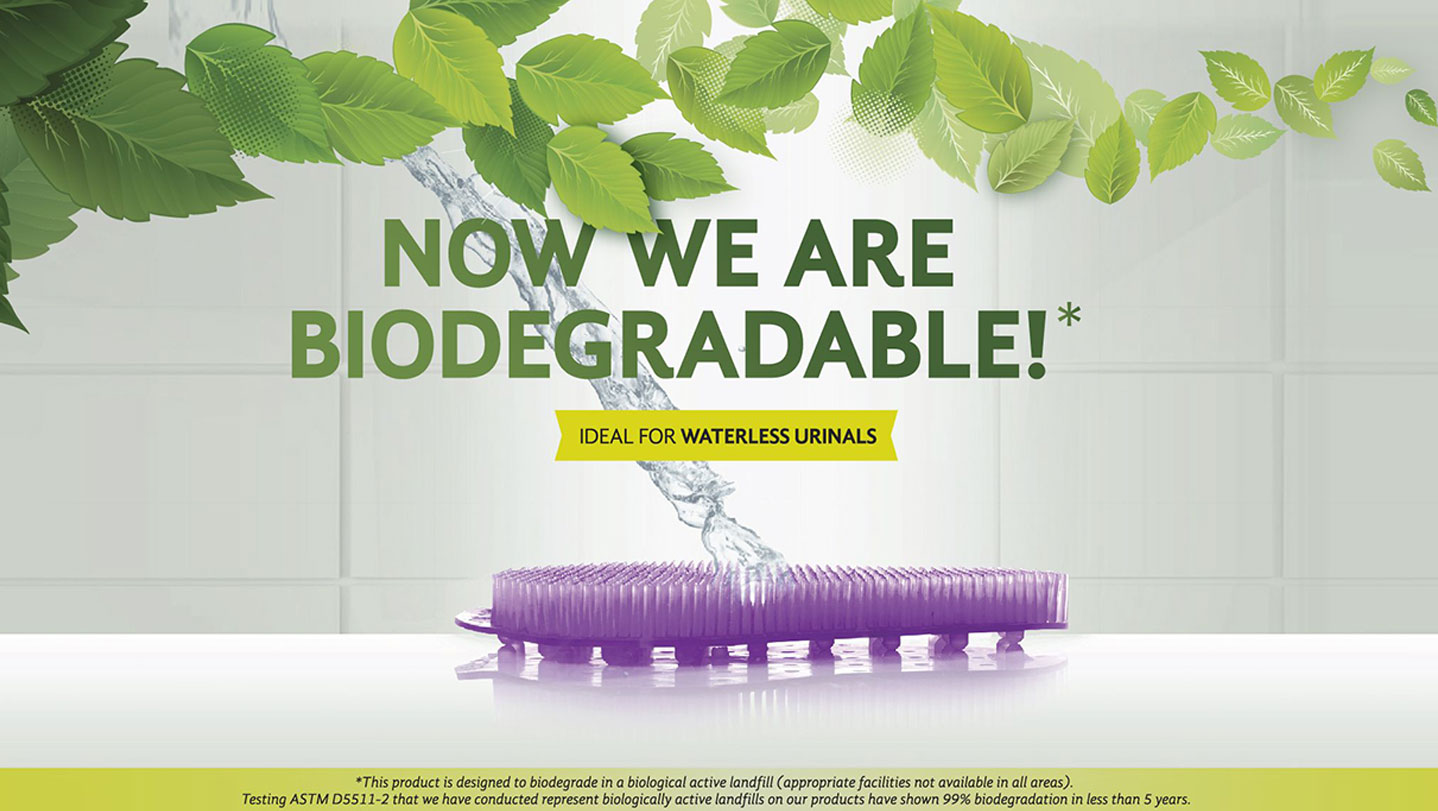 NOW WE ARE
BIODEGRADABLE!*
IDEAL FOR WATERLESS URINALS
*This product is designed to biodegrade in a biological active landfill (appropriate facilities not available in all areas).
Testing ASTM D5511-2 that we have conducted represent biologically active landfills on our products have shown 99% biodegradation in less than 5 years.